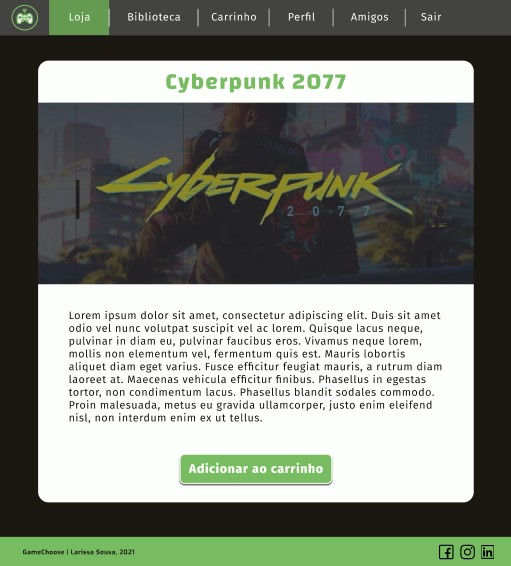 Loja Biblioteca Carrinho Perfil Amigos Sair
Cyberpunk 2077
CYBERPUNK
2077
Lorem ipsum dolor sit amet, consectetur adipiscing elit. Duis sit amet
odio vel nunc volutpat suscipit vel ac lorem. Quisque lacus neque,
pulvinar in diam eu, pulvinar faucibus eros. Vivamus neque lorem,
mollis non elementum vel, fermentum quis est. Mauris lobortis
aliquet diam eget varius. Fusce efficitur feugiat mauris, a rutrum diam
laoreet at. Maecenas vehicula efficitur finibus. Phasellus in egestas
tortor, non condimentum lacus. Phasellus blandit sodales commodo.
Proin malesuada, metus eu gravida ullamcorper, justo enim eleifend
nisl, non interdum enim ex ut tellus.
Adicionar ao carrinho
GameChoose | Larissa Sousa, 2021